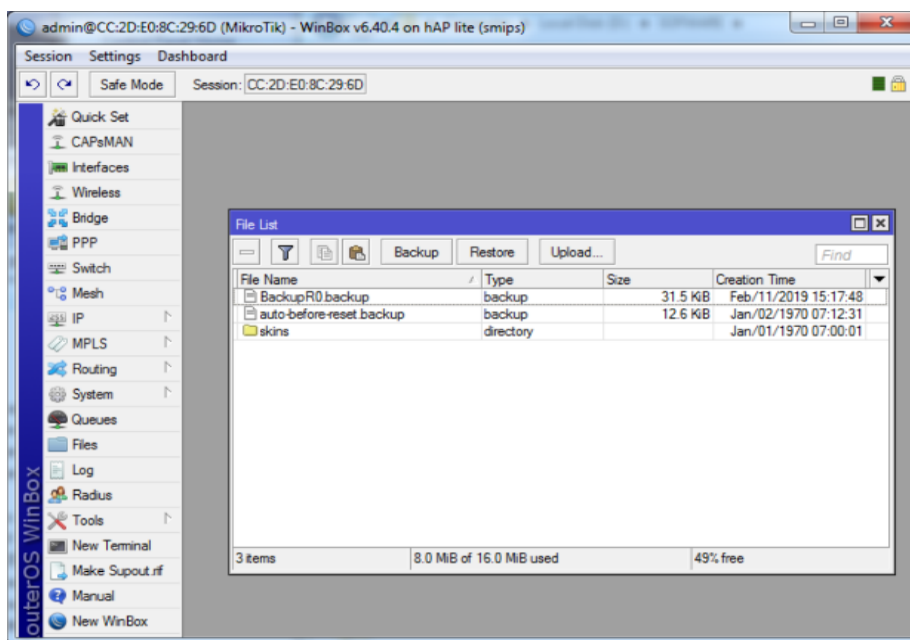 admin@CC:2D:E0:8C:29:6D (MikroTik) - WinBox v6.40.4 on hAP lite (smips)
Session Settings Dashboard
Safe Mode Session: CC:2D:E0:8C:29:6D
Quick Set
CAPsMAN
Interfaces
Wireless
Bridge
PPP
Switch
Mesh
IP
MPLS
Routing
System
Queues
Files
Log
Radius
Tools
New Terminal
Make Supout.rif
Manual
New WinBox
outerOS WinBox
File List
Backup Restore Upload... Find
File Name / Type Size Creation Time
BackupR0.backup backup 31.5 KiB Feb/11/2019 15:17:48
auto-before-reset.backup backup 12.6 KiB Jan/02/1970 07:12:31
skins directory Jan/01/1970 07:00:01
3 items 8.0 MiB of 16.0 MiB used 49% free